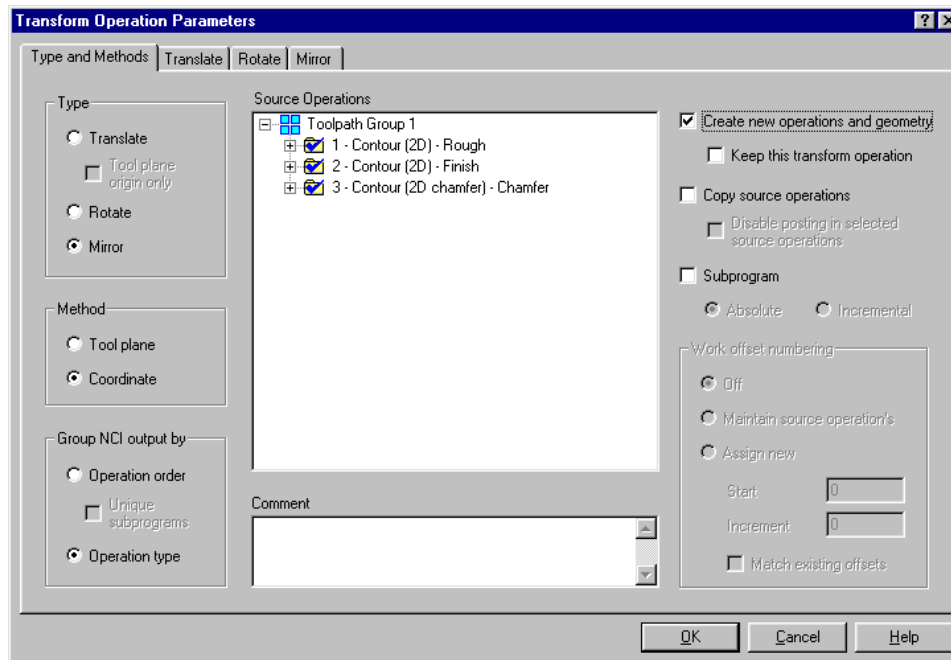 Transform Operation Parameters
Type and Methods
Translate
Rotate
Mirror
Type
Translate
Tool plane
origin only
Rotate
Mirror
Method
Tool plane
Coordinate
Group NCI output by
Operation order
Unique
subprograms
Operation type
Source Operations
Toolpath Group 1
1 - Contour (2D) - Rough
2 - Contour (2D) - Finish
3 - Contour (2D chamfer) - Chamfer
Comment
Create new operations and geometry
Keep this transform operation
Copy source operations
Disable posting in selected
source operations
Subprogram
Absolute
Incremental
Work offset numbering
Off
Maintain source operation's
Assign new
Start 0
Increment 0
Match existing offsets
OK
Cancel
Help